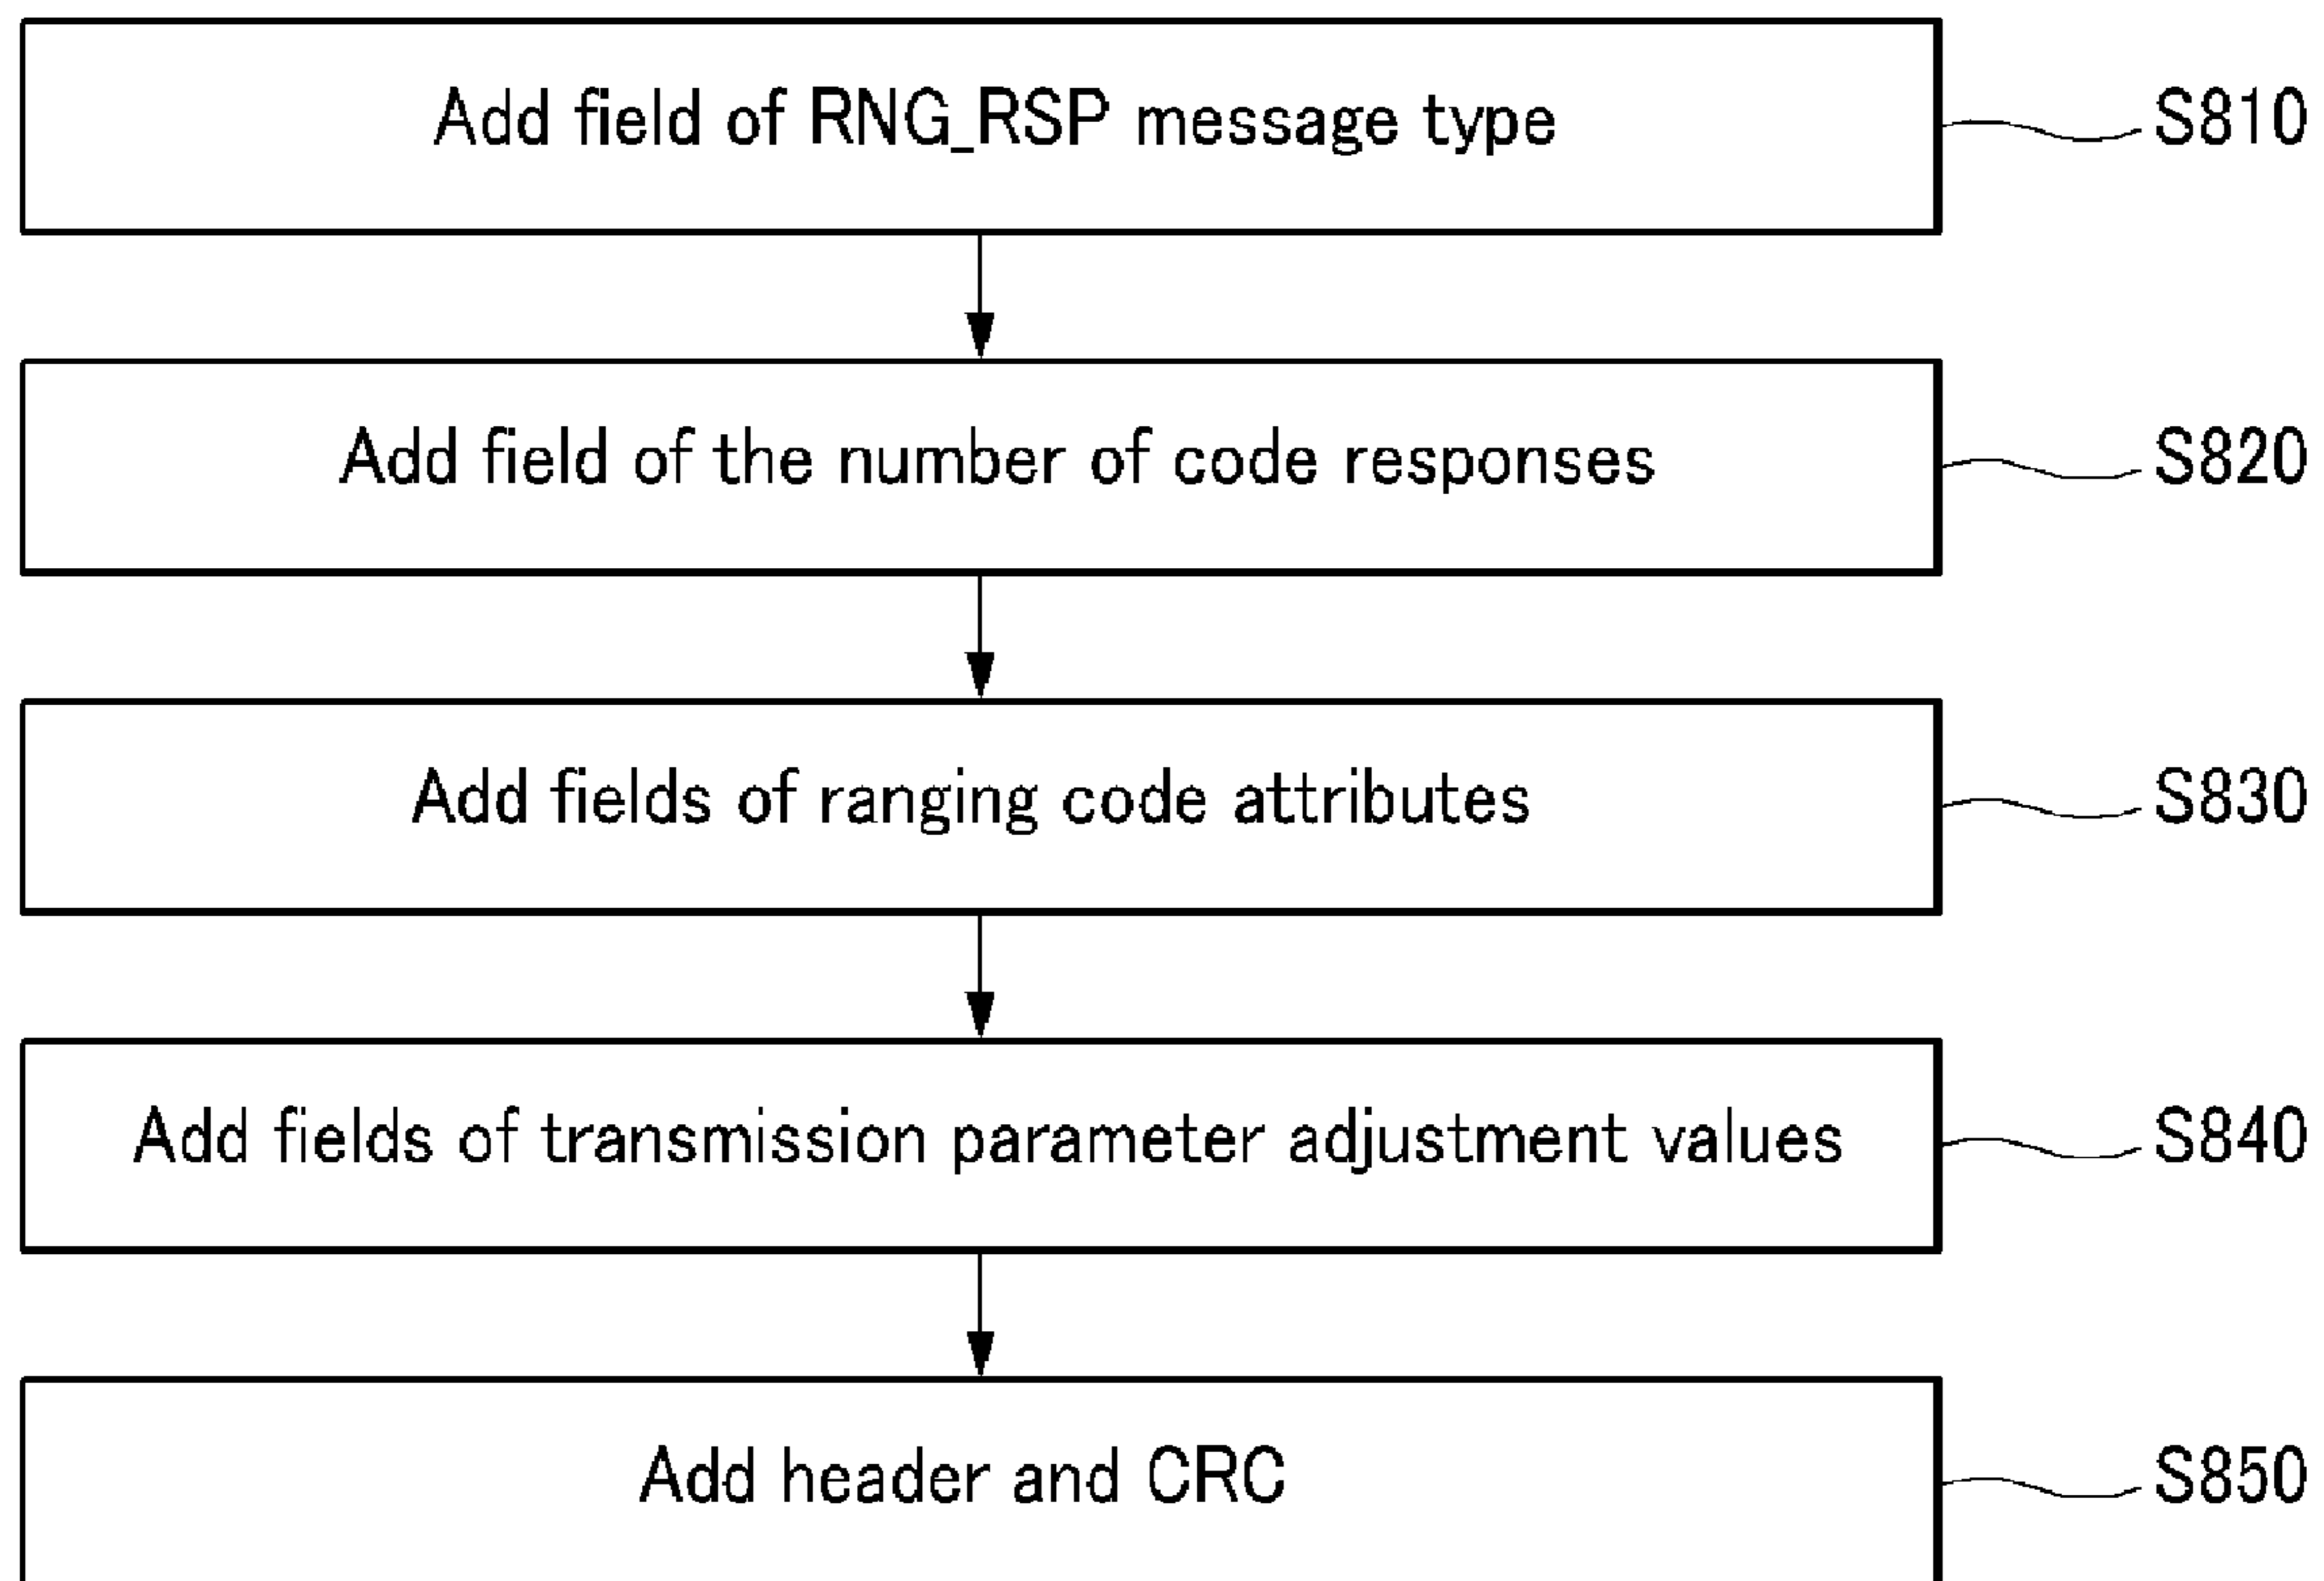 Add field of RNG_RSP message type
S810
Add field of the number of code responses
S820
Add fields of ranging code attributes
S830
Add fields of transmission parameter adjustment values
S840
Add header and CRC
S850